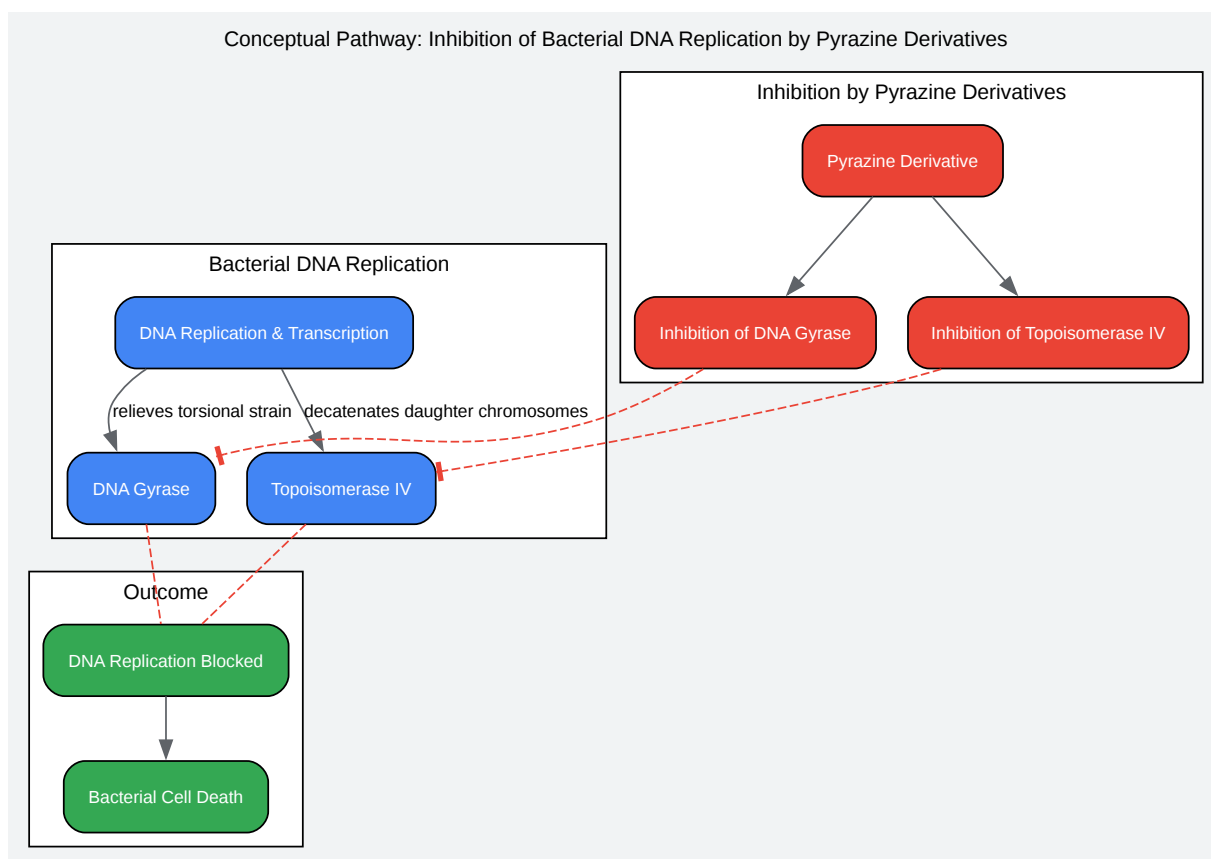 Conceptual Pathway: Inhibition of Bacterial DNA Replication by Pyrazine Derivatives
Inhibition by Pyrazine Derivatives
Pyrazine Derivative
Inhibition of DNA Gyrase
Inhibition of Topoisomerase IV
Bacterial DNA Replication
DNA Replication & Transcription
relieves torsional strain
decatenates daughter chromosomes
DNA Gyrase
Topoisomerase IV
Outcome
DNA Replication Blocked
Bacterial Cell Death